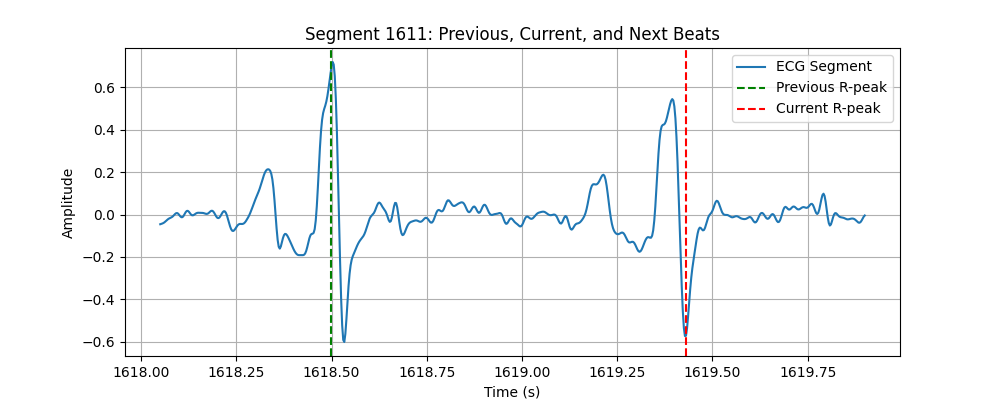 Segment 1611: Previous, Current, and Next Beats
ECG Segment
Previous R-peak
Current R-peak
Amplitude
0.6
0.4
0.2
0.0
−0.2
−0.4
−0.6
1618.00 1618.25 1618.50 1618.75 1619.00 1619.25 1619.50 1619.75
Time (s)